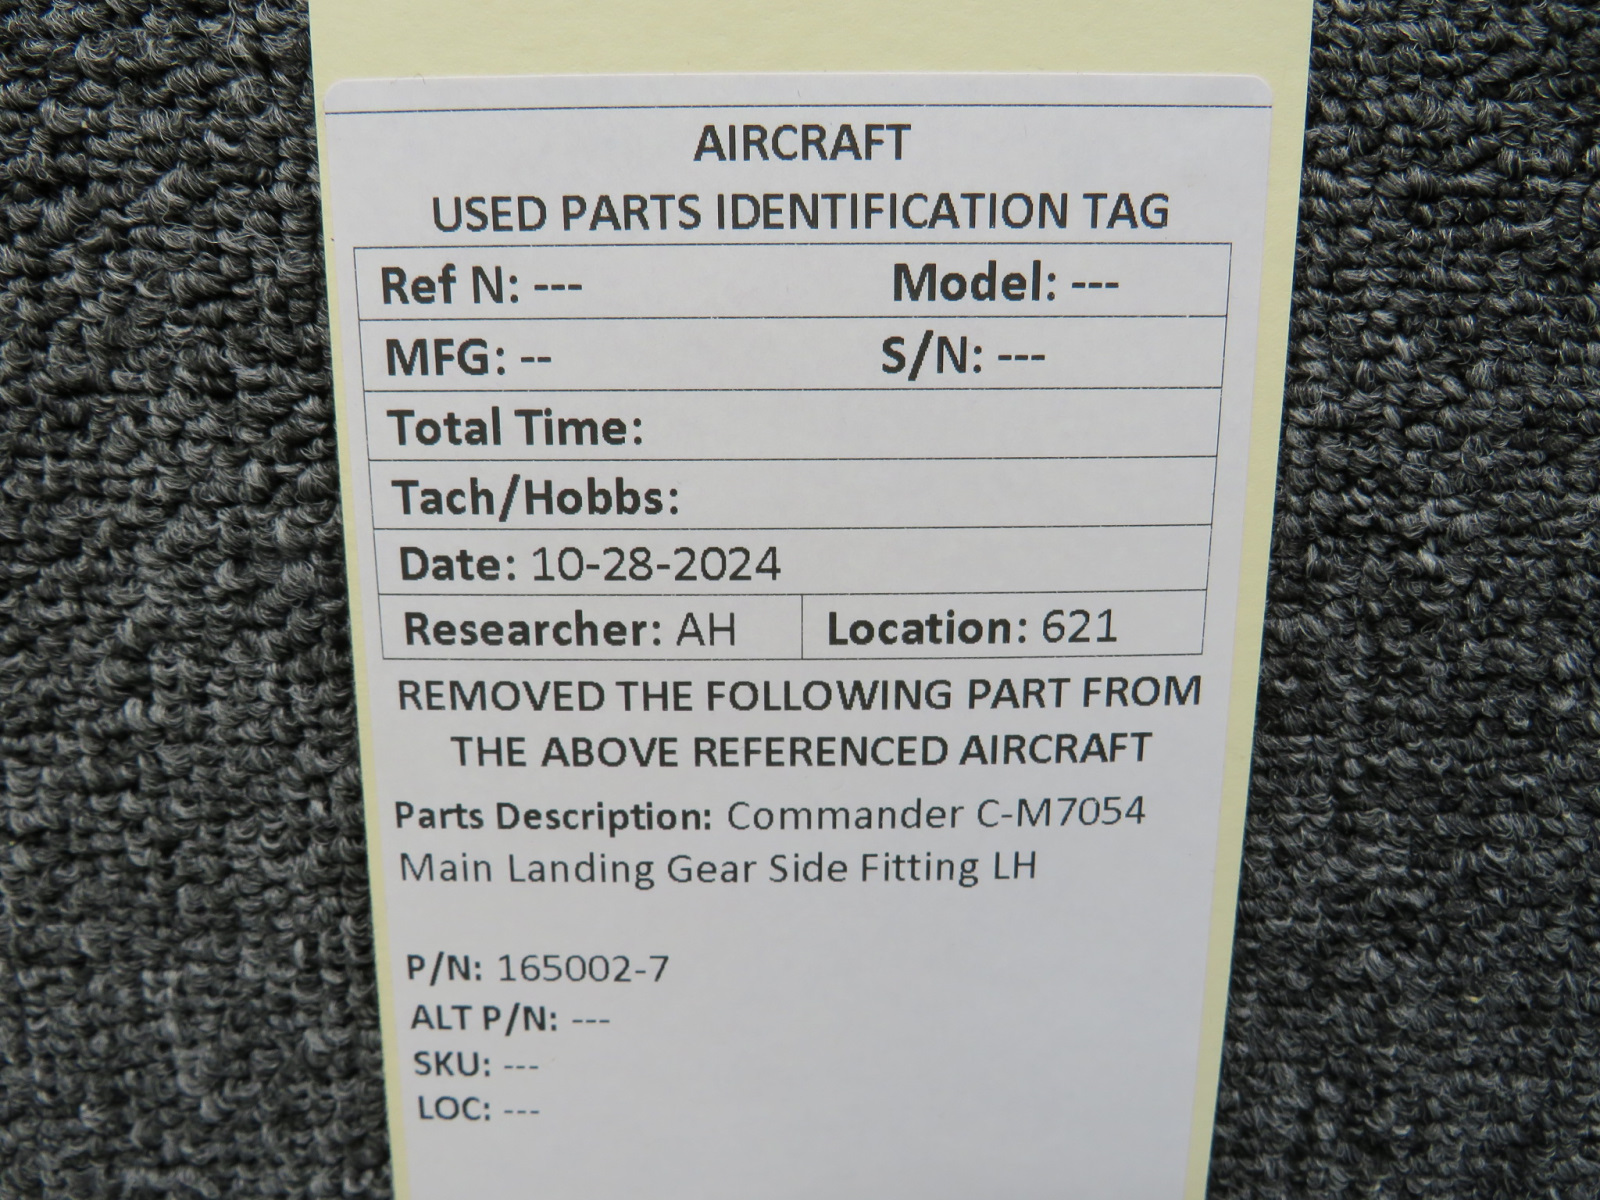 AIRCRAFT
USED PARTS IDENTIFICATION TAG
Ref N: --- Model: ---
MFG: -- S/N: ---
Total Time:
Tach/Hobbs:
Date: 10-28-2024
Researcher: AH Location: 621
REMOVED THE FOLLOWING PART FROM
THE ABOVE REFERENCED AIRCRAFT
Parts Description: Commander C-M7054
Main Landing Gear Side Fitting LH
P/N: 165002-7
ALT P/N: ---
SKU: ---
LOC: ---